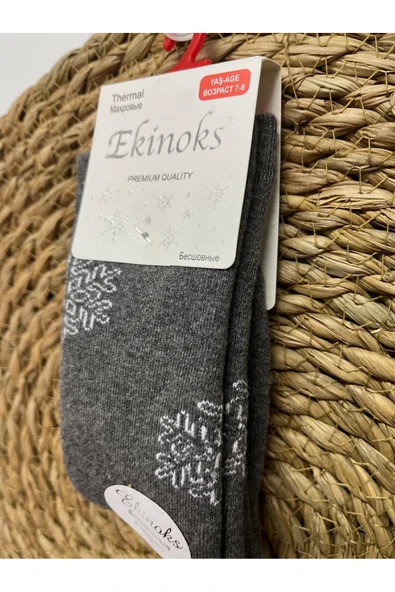 YAŞ-AGE
ВОЗРАСТ 7-8
Thermal
Махровые
Ekinoks®
PREMIUM QUALITY
Бесшовные
Ekinoks